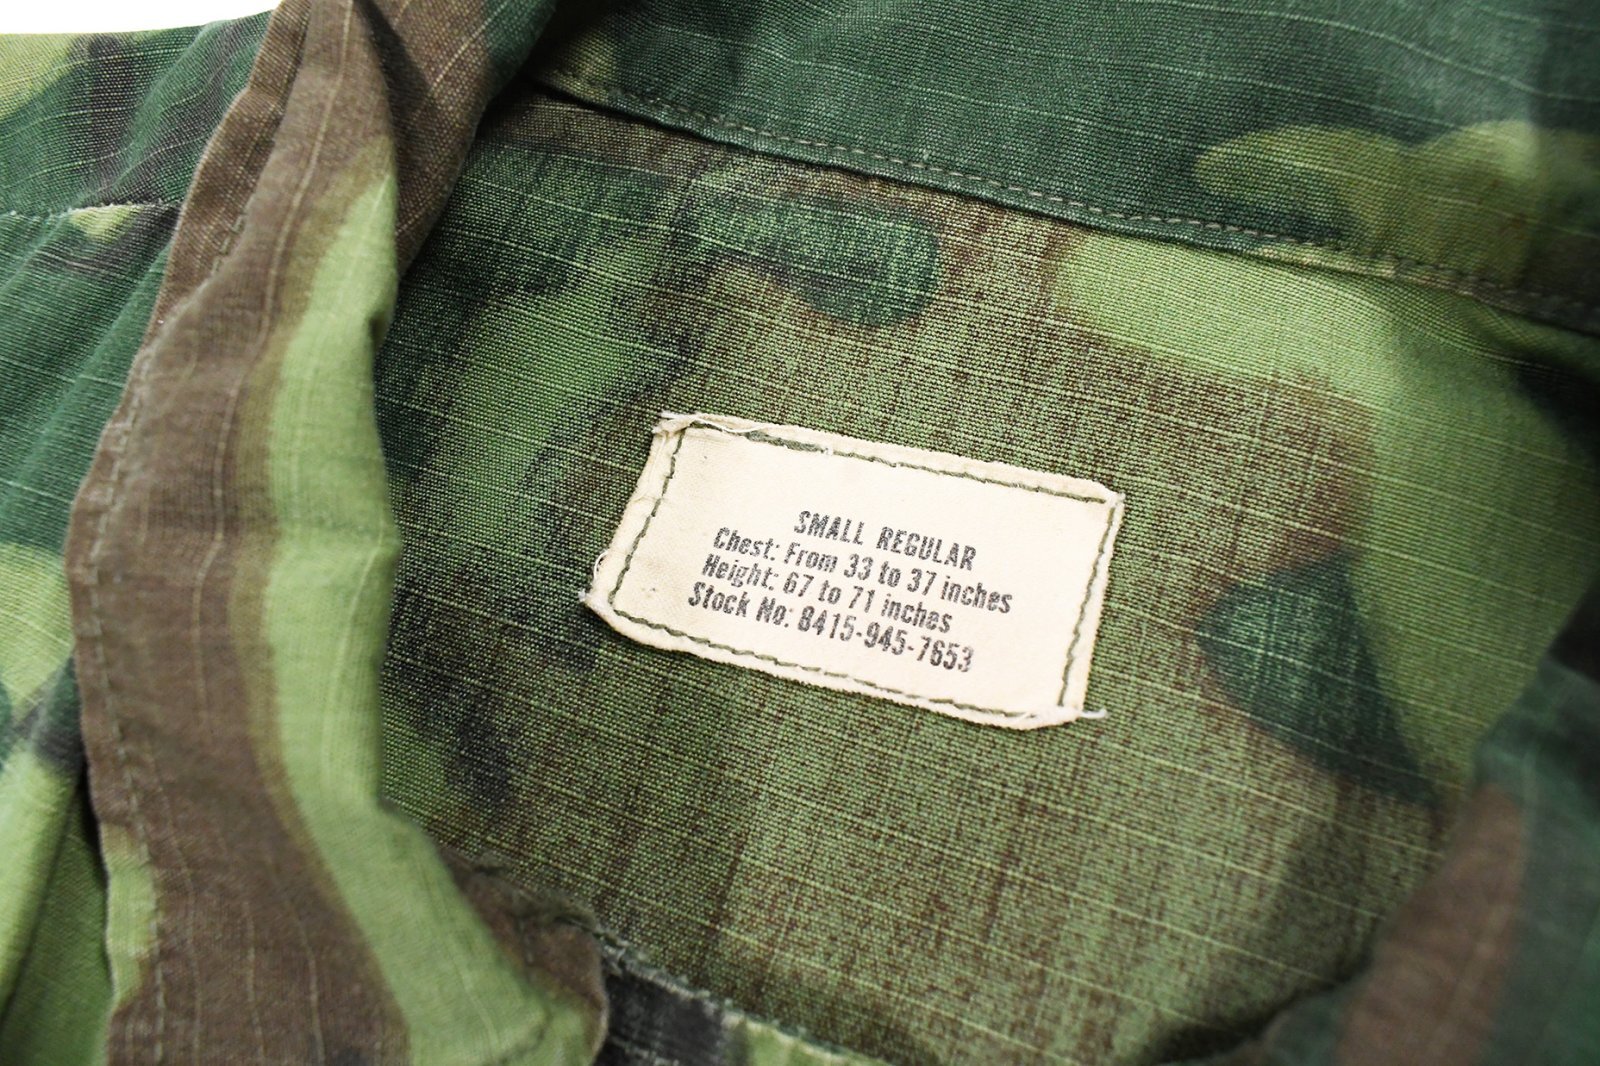 SMALL REGULAR
Chest: From 33 to 37 inches
Height: 67 to 71 inches
Stock No: 8415-945-7653